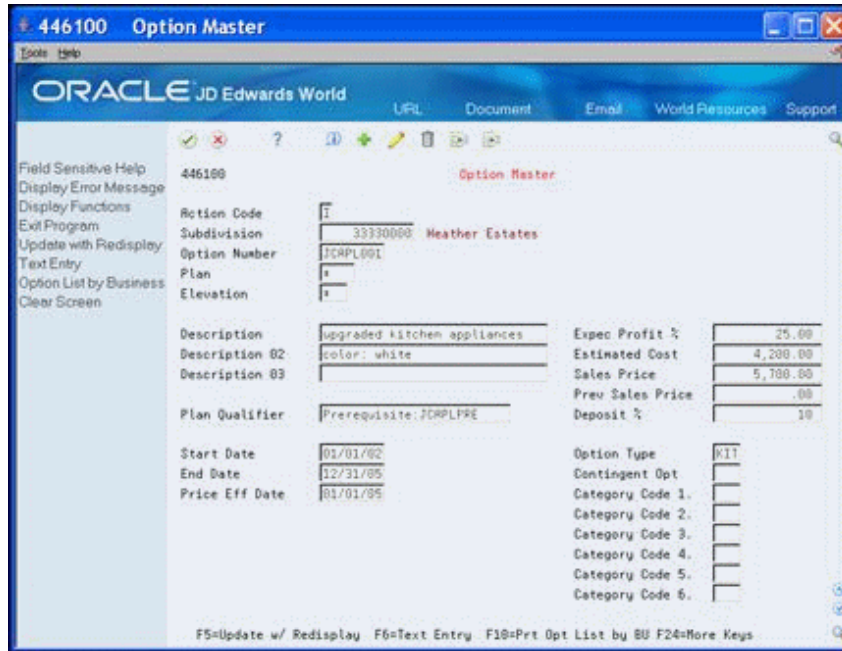 446100 Option Master
Tools Help
ORACLE JD Edwards World
URL Document Email World Resources Support
?
Field Sensitive Help
Display Error Message
Display Functions
Exit Program
Update with Redisplay
Text Entry
Option List by Business
Clear Screen
446100 Option Master
Action Code I
Subdivision 33330000 Heather Estates
Option Number JCAPL001
Plan *
Elevation *
Description upgraded kitchen appliances
Description 02 color: white
Description 03
Plan Qualifier Prerequisite:JCAPLPRE
Start Date 01/01/02
End Date 12/31/05
Price Eff Date 01/01/05
Expec Profit % 25.00
Estimated Cost 4,200.00
Sales Price 5,700.00
Prev Sales Price .00
Deposit % 10
Option Type KIT
Contingent Opt
Category Code 1.
Category Code 2.
Category Code 3.
Category Code 4.
Category Code 5.
Category Code 6.
F5=Update w/ Redisplay F6=Text Entry F18=Prt Opt List by BU F24=More Keys